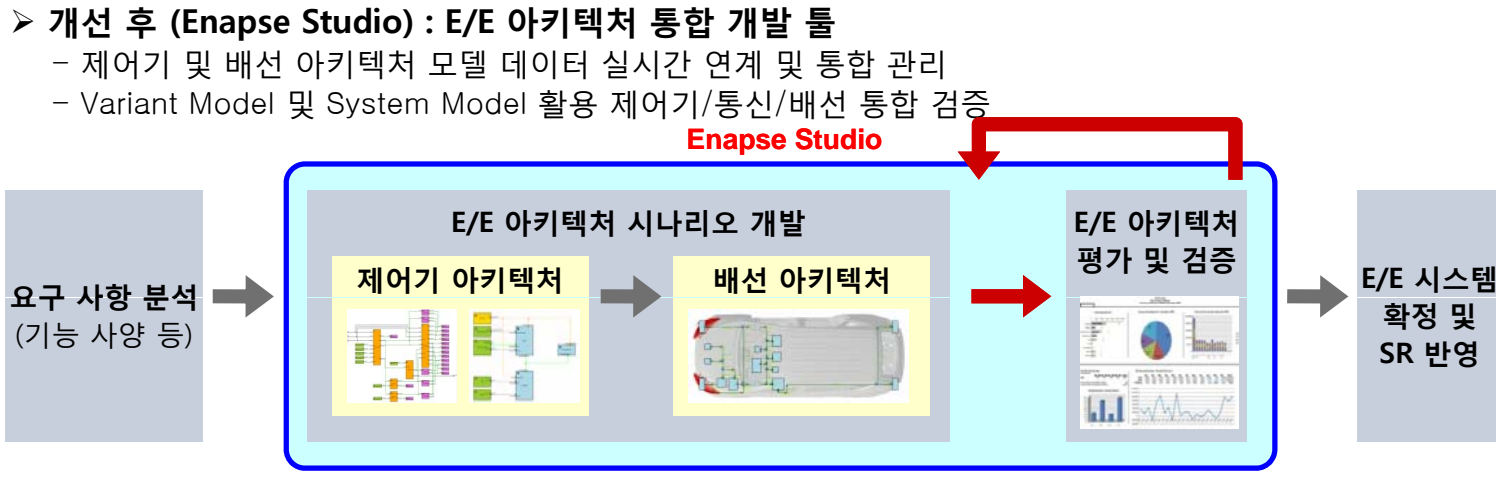 ➢ 개선 후 (Enapse Studio) : E/E 아키텍처 통합 개발 툴
– 제어기 및 배선 아키텍처 모델 데이터 실시간 연계 및 통합 관리
– Variant Model 및 System Model 활용 제어기/통신/배선 통합 검증
Enapse Studio
요구 사항 분석
(기능 사양 등)
E/E 아키텍처 시나리오 개발
제어기 아키텍처
배선 아키텍처
E/E 아키텍처
평가 및 검증
E/E 시스템
확정 및
SR 반영